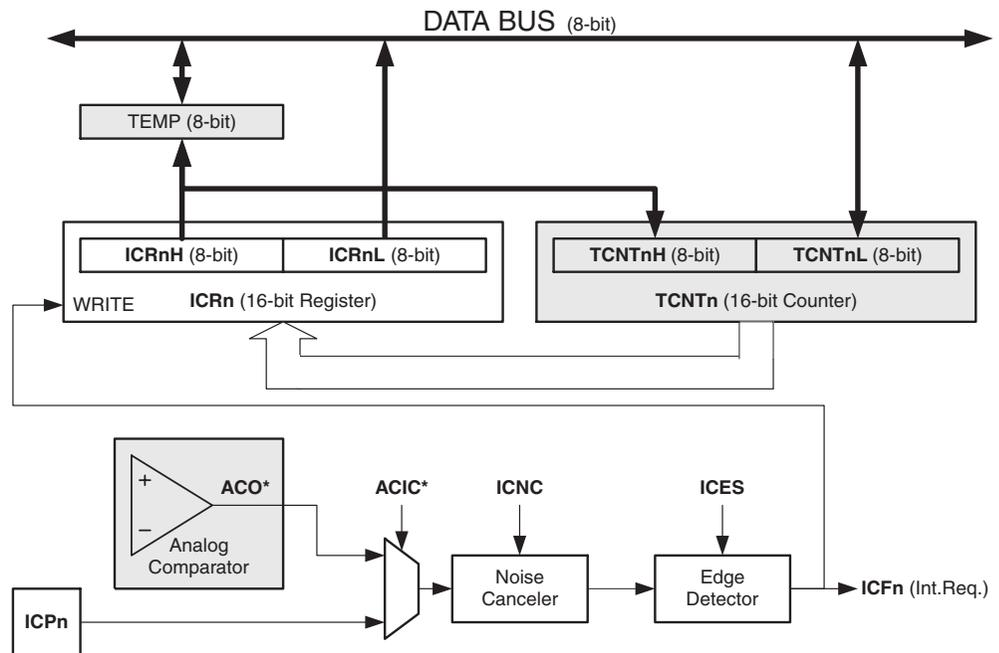 DATA BUS (8-bit)
TEMP (8-bit)
ICRnH (8-bit) ICRnL (8-bit) TCNTnH (8-bit) TCNTnL (8-bit)
WRITE ICRn (16-bit Register) TCNTn (16-bit Counter)
+ ACO* ACIC* ICNC ICES
−
Analog
Comparator
Noise
Canceler
Edge
Detector
ICFn (Int.Req.)
ICPn